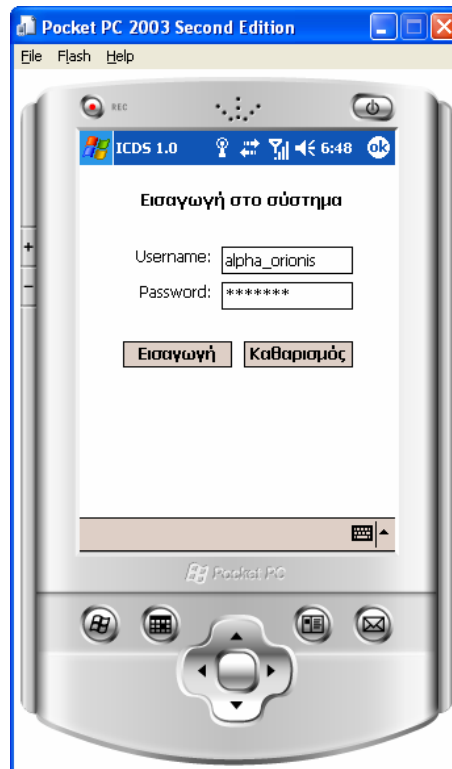 Pocket PC 2003 Second Edition
File Flash Help
REC
ICDS 1.0 6:48 ok
Εισαγωγή στο σύστημα
Username: alpha_orionis
Password: *******
Εισαγωγή Καθαρισμός
+
-
Pocket PC